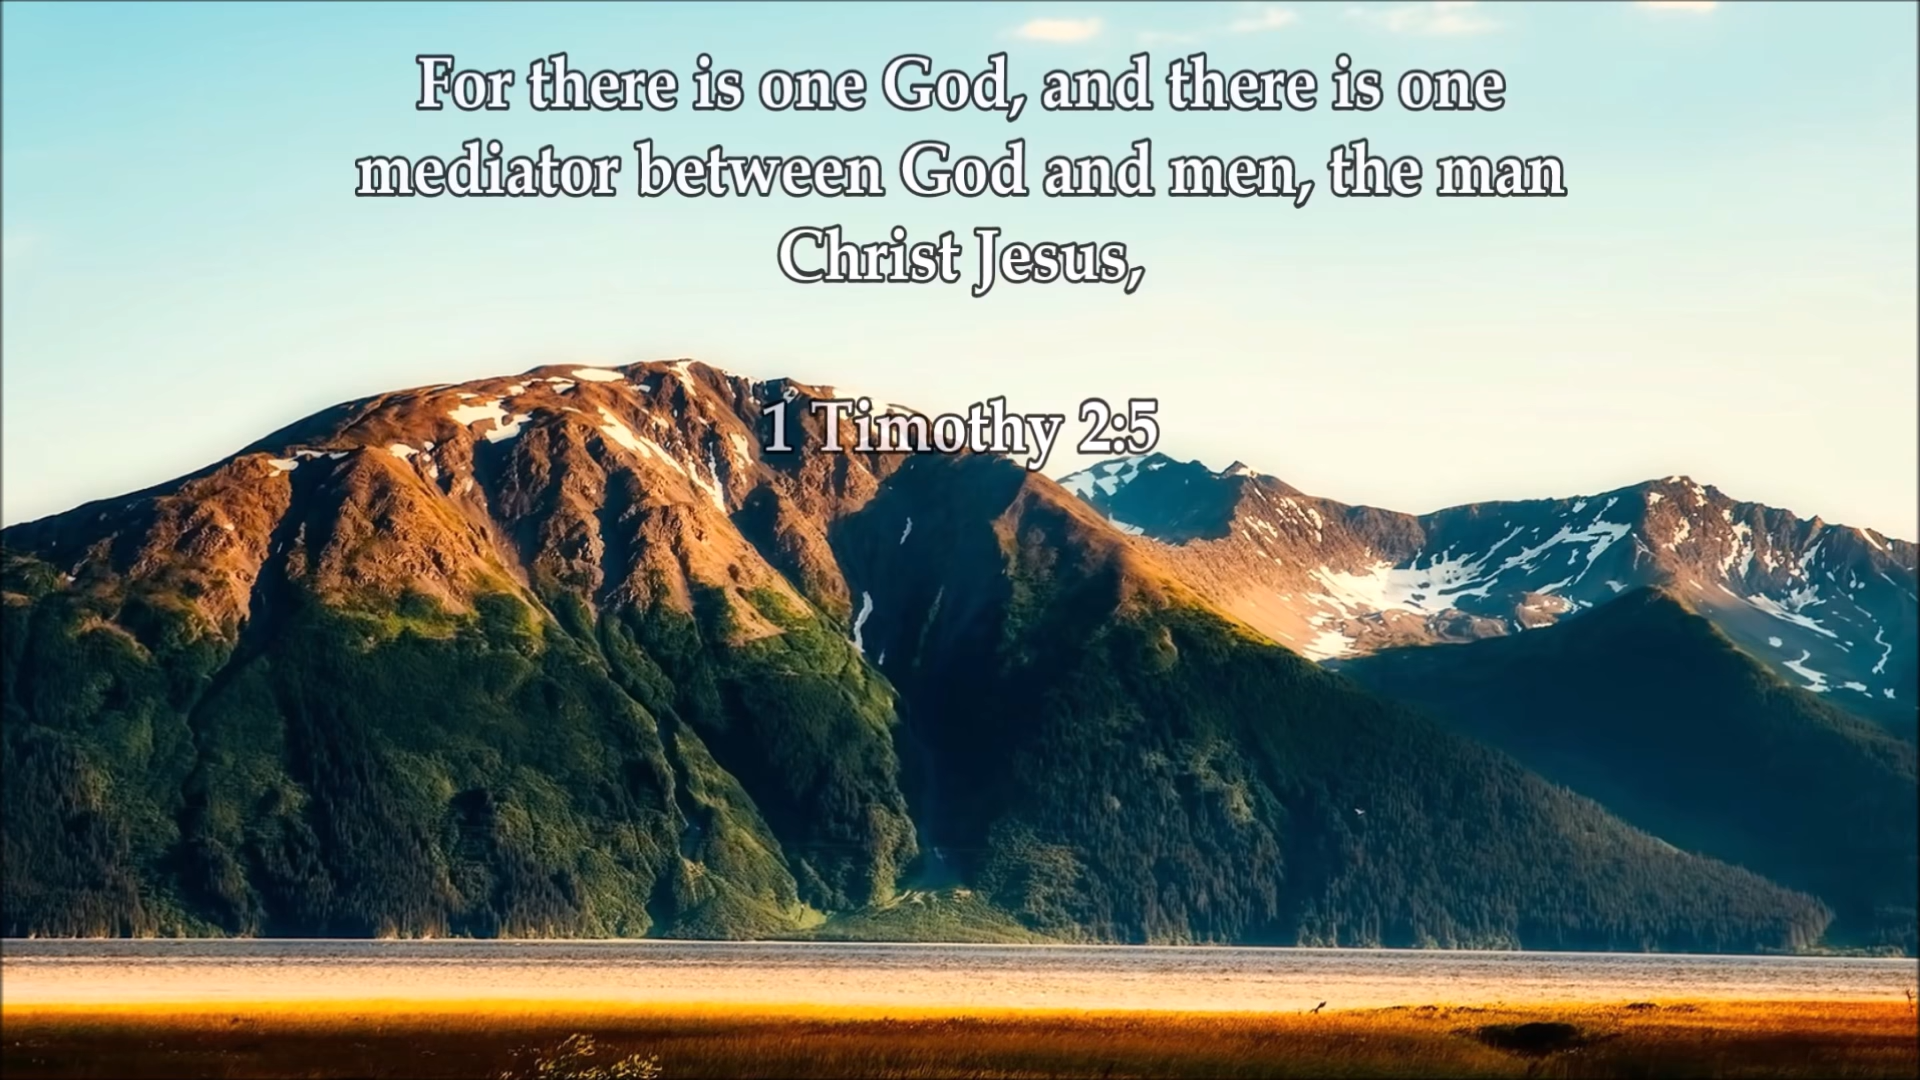 For there is one God, and there is one
mediator between God and men, the man
Christ Jesus,
1 Timothy 2:5